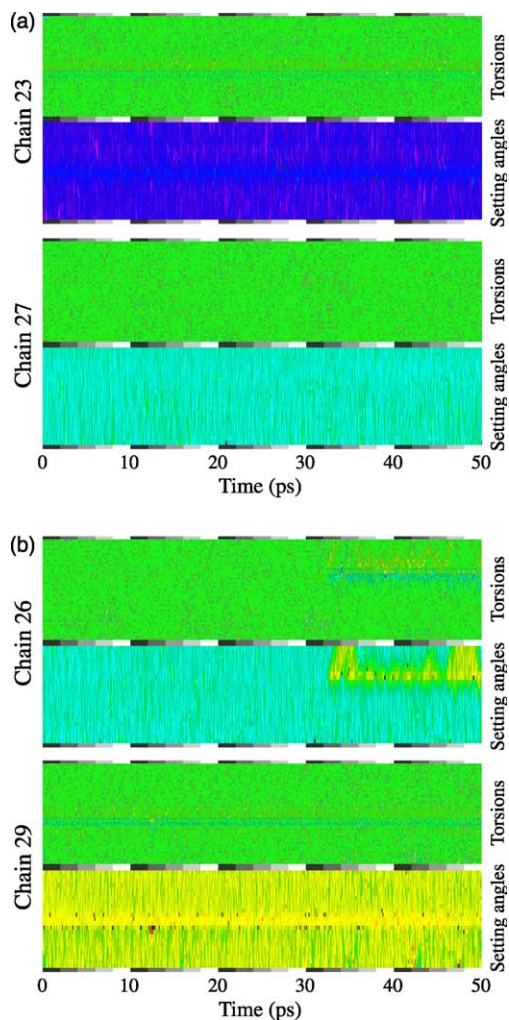 (a)
Chain 23
Torsions
Setting angles
Chain 27
Torsions
Setting angles
0 10 20 30 40 50
Time (ps)
(b)
Chain 26
Torsions
Setting angles
Chain 29
Torsions
Setting angles
0 10 20 30 40 50
Time (ps)